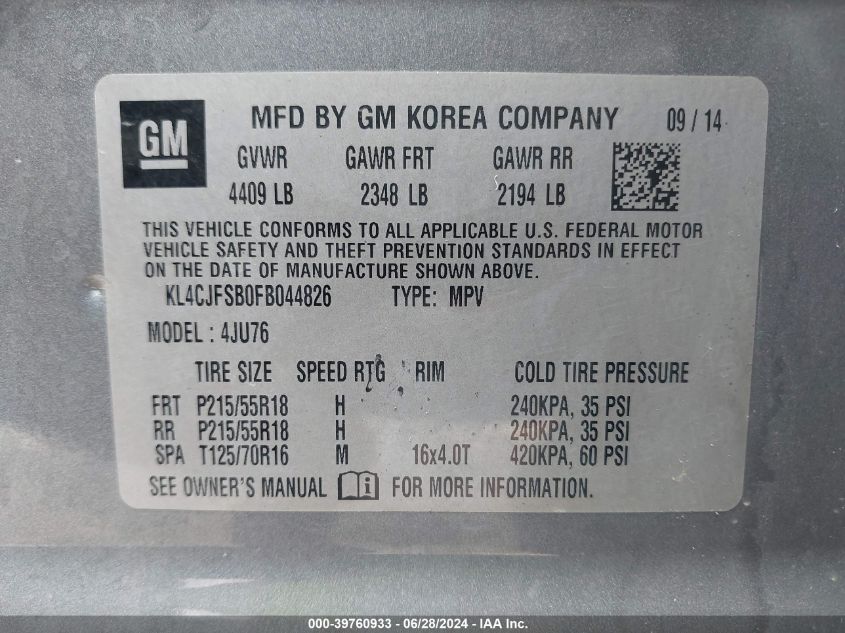 GM
MFD BY GM KOREA COMPANY 09/14
GVWR GAWR FRT GAWR RR
4409 LB 2348 LB 2194 LB
THIS VEHICLE CONFORMS TO ALL APPLICABLE U.S. FEDERAL MOTOR
VEHICLE SAFETY AND THEFT PREVENTION STANDARDS IN EFFECT
ON THE DATE OF MANUFACTURE SHOWN ABOVE.
KL4CJFSB0FB044826 TYPE: MPV
MODEL : 4JU76
TIRE SIZE SPEED RTG RIM COLD TIRE PRESSURE
FRT P215/55R18 H 240KPA, 35 PSI
RR P215/55R18 H 240KPA, 35 PSI
SPA T125/70R16 M 16x4.0T 420KPA, 60 PSI
SEE OWNER'S MANUAL i FOR MORE INFORMATION.
000-39760933 - 06/28/2024 - IAA Inc.